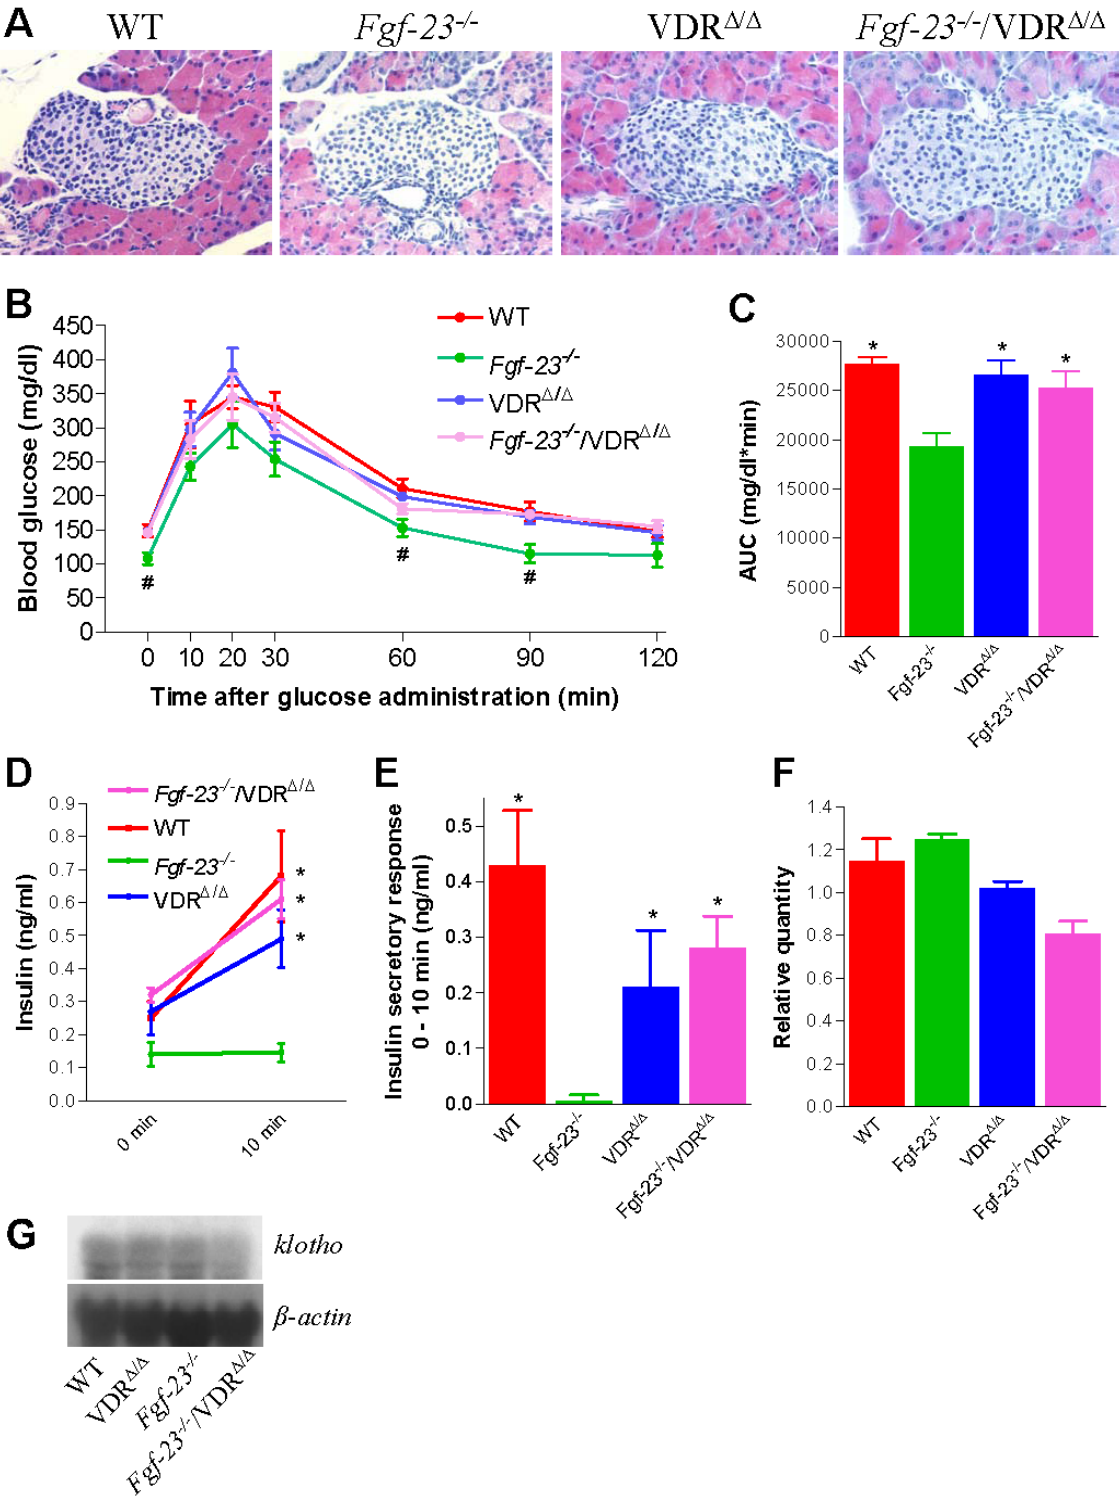 A WT Fgf-23-/- VDRΔ/Δ Fgf-23-/-/VDRΔ/Δ
B
WT
Fgf-23-/-
VDRΔ/Δ
Fgf-23-/-/VDRΔ/Δ
Blood glucose (mg/dl)
450
400
350
300
250
200
150
100
50
0
# # #
0 10 20 30 60 90 120
Time after glucose administration (min)
C
AUC (mg/dl*min)
30000
25000
20000
15000
10000
5000
0
* * *
WT
Fgf-23-/-
VDRΔ/Δ
Fgf-23-/-/VDRΔ/Δ
D
Fgf-23-/-/VDRΔ/Δ
WT
Fgf-23-/-
VDRΔ/Δ
Insulin (ng/ml)
0.9
0.8
0.7
0.6
0.5
0.4
0.3
0.2
0.1
0.0
*
*
*
0 min
10 min
E
Insulin secretory response
0 - 10 min (ng/ml)
0.5
0.4
0.3
0.2
0.1
0.0
* * *
WT
Fgf-23-/-
VDRΔ/Δ
Fgf-23-/-/VDRΔ/Δ
F
Relative quantity
1.4
1.2
1.0
0.8
0.6
0.4
0.2
0.0
WT
Fgf-23-/-
VDRΔ/Δ
Fgf-23-/-/VDRΔ/Δ
G
klotho
β-actin
WT
VDRΔ/Δ
Fgf-23-/-
Fgf-23-/-/VDRΔ/Δ